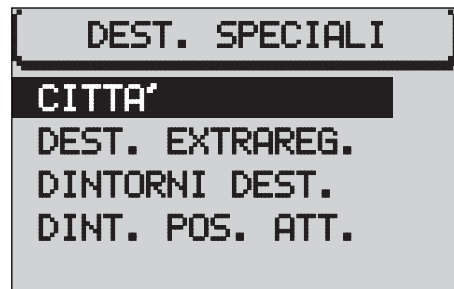 DEST. SPECIALI
CITTA'
DEST. EXTRAREG.
DINTORNI DEST.
DINT. POS. ATT.